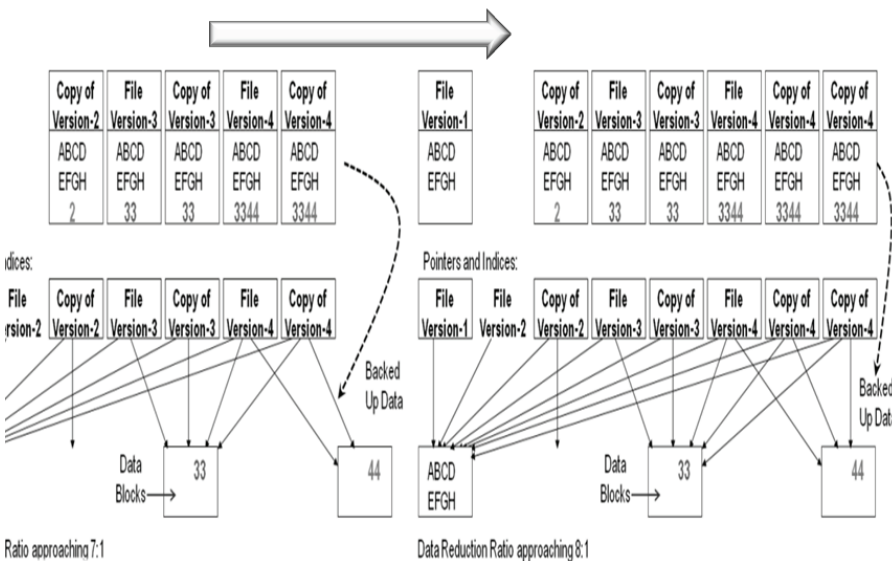 Copy of Version-2
File Version-3
Copy of Version-3
File Version-4
Copy of Version-4
ABCD EFGH 2
ABCD EFGH 33
ABCD EFGH 33
ABCD EFGH 3344
ABCD EFGH 3344
dices:
File rsion-2
Copy of Version-2
File Version-3
Copy of Version-3
File Version-4
Copy of Version-4
Backed Up Data
Data Blocks
33
44
Ratio approaching 7:1
File Version-1
Copy of Version-2
File Version-3
Copy of Version-3
File Version-4
Copy of Version-4
Copy of Version-4
ABCD EFGH
ABCD EFGH 2
ABCD EFGH 33
ABCD EFGH 33
ABCD EFGH 3344
ABCD EFGH 3344
ABCD EFGH 3344
Pointers and Indices:
File Version-1
File Version-2
Copy of Version-2
File Version-3
Copy of Version-3
File Version-4
Copy of Version-4
Copy of Version-4
Backed Up Data
ABCD EFGH
Data Blocks
33
44
Data Reduction Ratio approaching 8:1